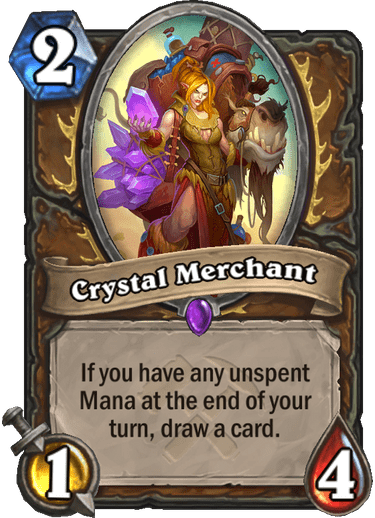 2
Crystal Merchant
If you have any unspent
Mana at the end of your
turn, draw a card.
1
4